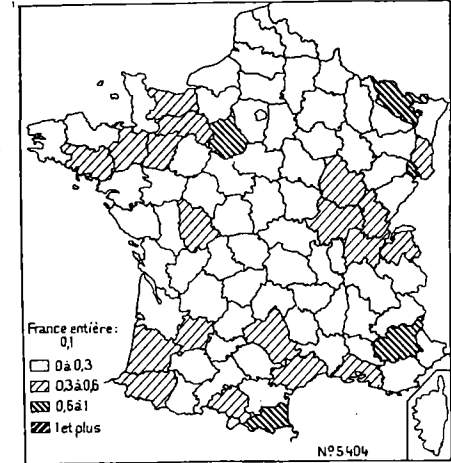 France entière:
0,1
0 à 0,3
0,3 à 0,6
0,6 à 1
1 et plus
N° 5404